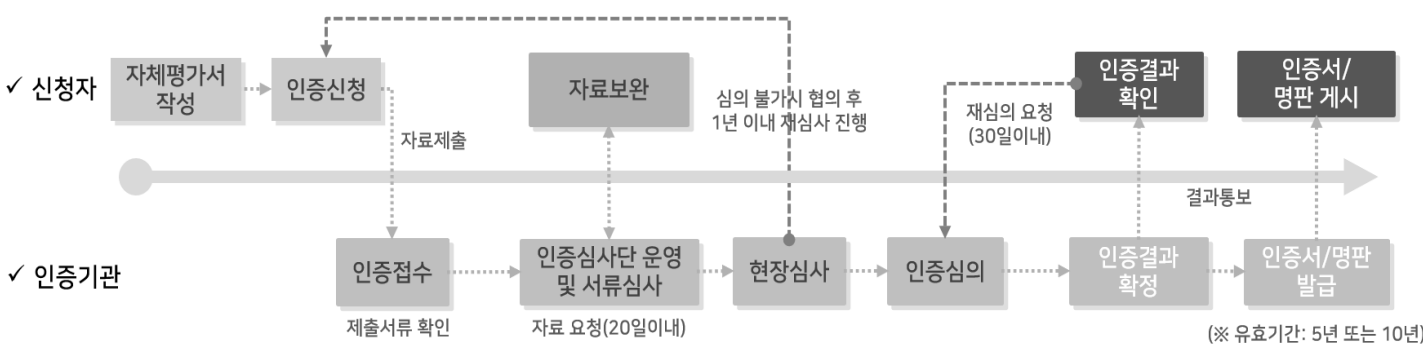 ✓ 신청자
자체평가서
작성
인증신청
자료보완
심의 불가시 협의 후
1년 이내 재심사 진행
재심의 요청
(30일이내)
인증결과
확인
인증서/
명판 게시
자료제출
결과통보
✓ 인증기관
인증접수
제출서류 확인
인증심사단 운영
및 서류심사
자료 요청(20일이내)
현장심사
인증심의
인증결과
확정
인증서/명판
발급
(※ 유효기간: 5년 또는 10년)